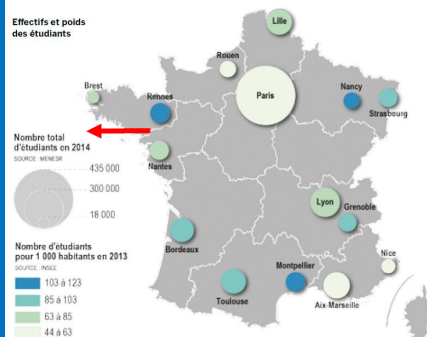 Effectifs et poids
des étudiants
Lille
Rouen
Brest
Rennes
Paris
Nancy
Strasbourg
Nombre total
d'étudiants en 2014
SOURCE : MENESR
435 000
300 000
18 000
Nantes
Lyon
Grenoble
Nombre d'étudiants
pour 1 000 habitants en 2013
SOURCE : INSEE
Bordeaux
Nice
Montpellier
Toulouse
Aix-Marseille
103 à 123
85 à 103
63 à 85
44 à 63